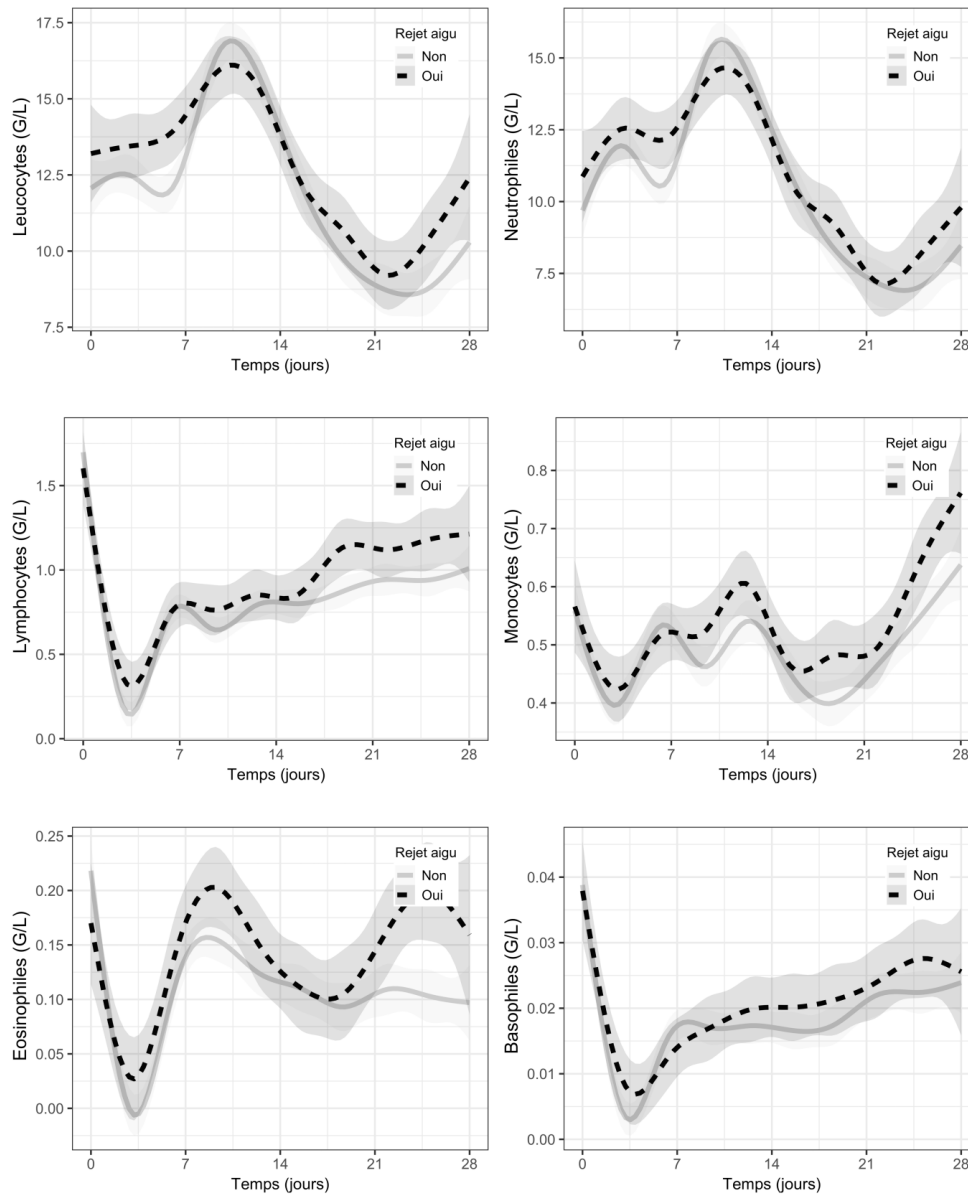 Leucocytes (G/L)
17.5
15.0
12.5
10.0
7.5
0 7 14 21 28
Temps (jours)
Rejet aigu
Non
Oui
Neutrophiles (G/L)
15.0
12.5
10.0
7.5
0 7 14 21 28
Temps (jours)
Rejet aigu
Non
Oui
Lymphocytes (G/L)
1.5
1.0
0.5
0.0
0 7 14 21 28
Temps (jours)
Rejet aigu
Non
Oui
Monocytes (G/L)
0.8
0.7
0.6
0.5
0.4
0 7 14 21 28
Temps (jours)
Rejet aigu
Non
Oui
Eosinophiles (G/L)
0.25
0.20
0.15
0.10
0.05
0.00
0 7 14 21 28
Temps (jours)
Rejet aigu
Non
Oui
Basophiles (G/L)
0.04
0.03
0.02
0.01
0.00
0 7 14 21 28
Temps (jours)
Rejet aigu
Non
Oui